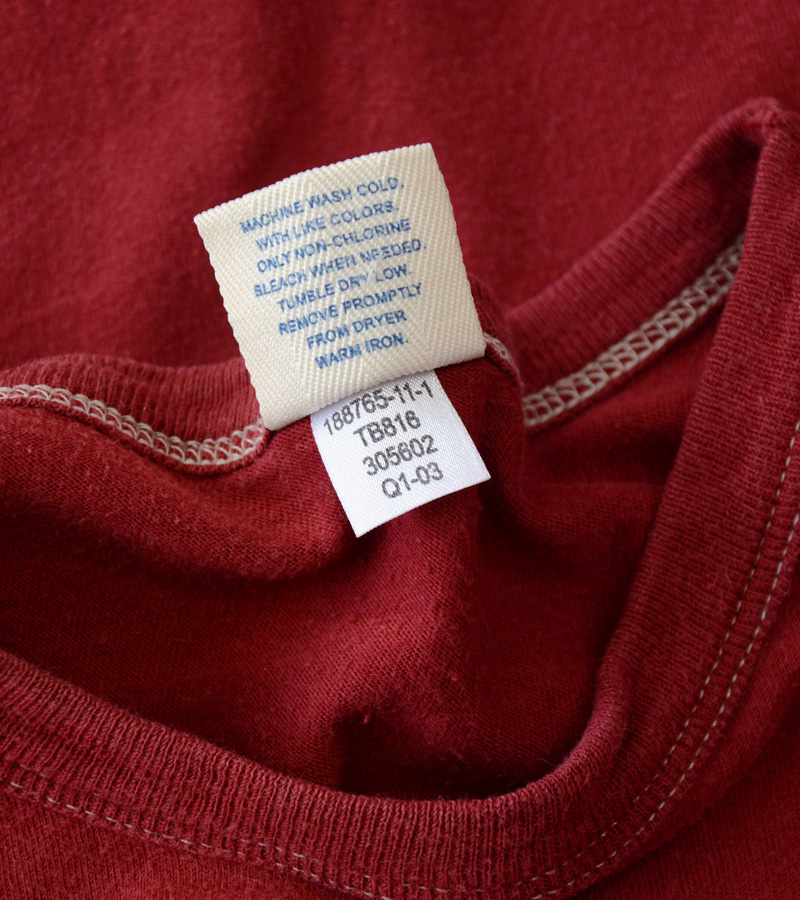 MACHINE WASH COLD,
WITH LIKE COLORS.
ONLY NON-CHLORINE
BLEACH WHEN NEEDED.
TUMBLE DRY LOW.
REMOVE PROMPTLY
FROM DRYER
WARM IRON.
188765-11-1
TB816
305602
Q1-03